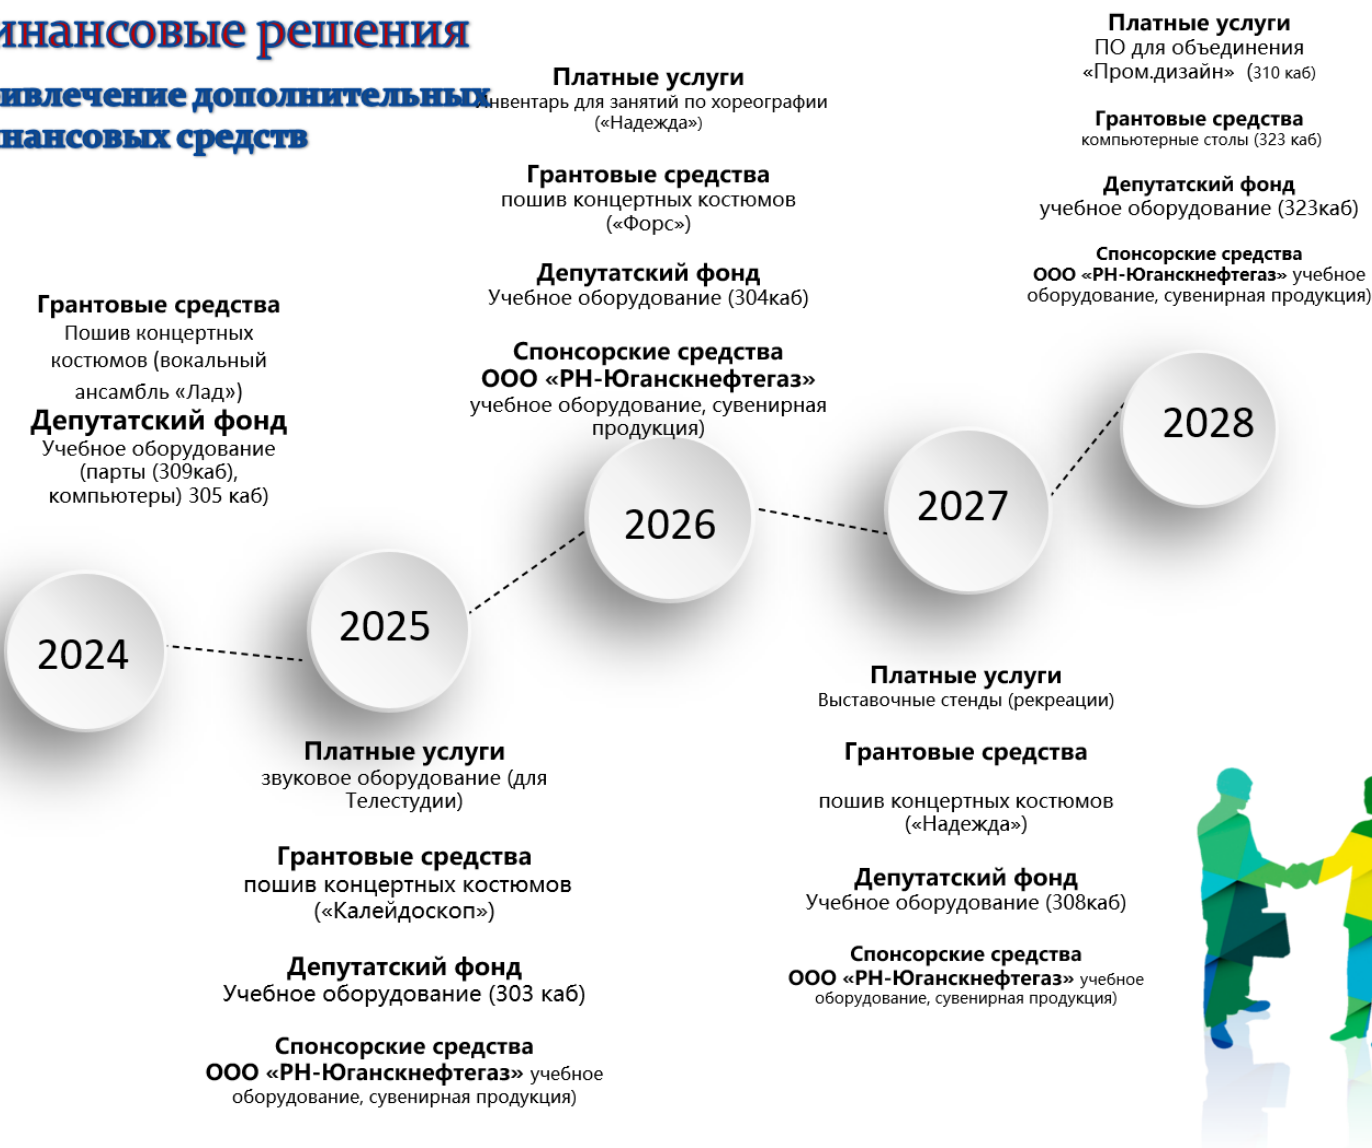 инансовые решения
ивлечение дополнительных
нансовых средств
Грантовые средства
Пошив концертных
костюмов (вокальный
ансамбль «Лад»)
Депутатский фонд
Учебное оборудование
(парты (309каб),
компьютеры) 305 каб)
2024
2025
Платные услуги
звуковое оборудование (для
Телестудии)
Грантовые средства
пошив концертных костюмов
(«Калейдоскоп»)
Депутатский фонд
Учебное оборудование (303 каб)
Спонсорские средства
ООО «РН-Юганскнефтегаз» учебное
оборудование, сувенирная продукция)
Платные услуги
Инвентарь для занятий по хореографии
(«Надежда»)
Грантовые средства
пошив концертных костюмов
(«Форс»)
Депутатский фонд
Учебное оборудование (304каб)
Спонсорские средства
ООО «РН-Юганскнефтегаз»
учебное оборудование, сувенирная
продукция)
2026
2027
Платные услуги
Выставочные стенды (рекреации)
Грантовые средства
пошив концертных костюмов
(«Надежда»)
Депутатский фонд
Учебное оборудование (308каб)
Спонсорские средства
ООО «РН-Юганскнефтегаз» учебное
оборудование, сувенирная продукция)
Платные услуги
ПО для объединения
«Пром.дизайн» (310 каб)
Грантовые средства
компьютерные столы (323 каб)
Депутатский фонд
учебное оборудование (323каб)
Спонсорские средства
ООО «РН-Юганскнефтегаз» учебное
оборудование, сувенирная продукция)
2028